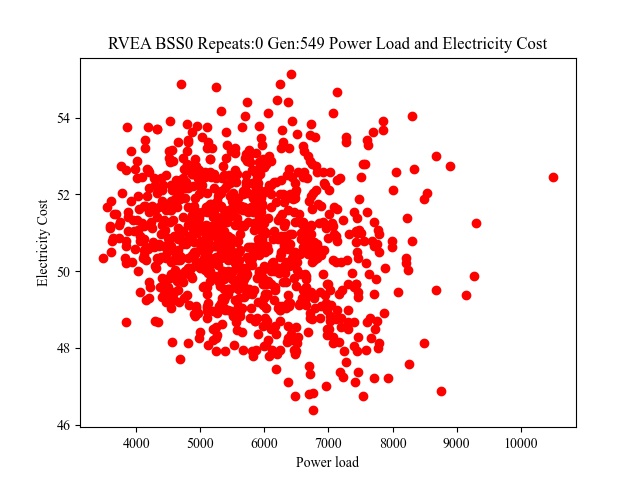 RVEA BSS0 Repeats:0 Gen:549 Power Load and Electricity Cost
Electricity Cost
54
52
50
48
46
4000 5000 6000 7000 8000 9000 10000
Power load